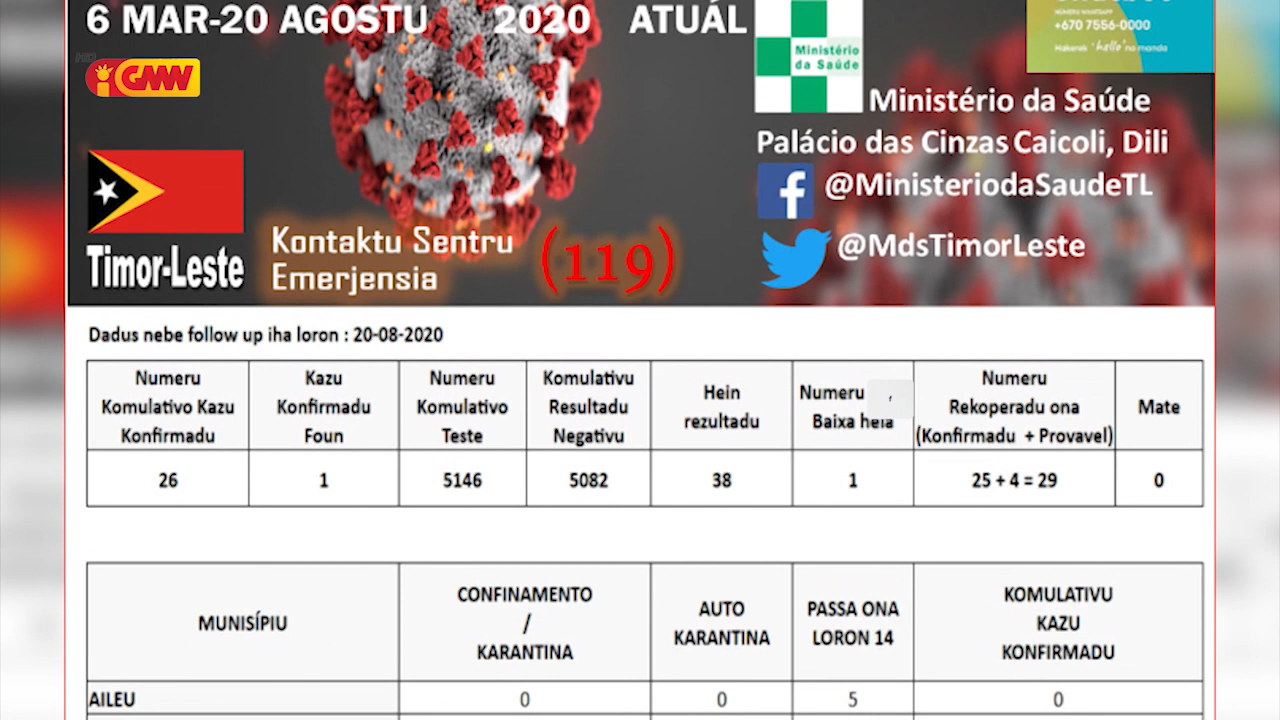 6 MAR-20 AGOSTU 2020 ATUÁL
GMW
Ministério
da Saúde
+670 7556-0000
'hello' no manda
Ministério da Saúde
Palácio das Cinzas Caicoli, Dili
@MinisteriodaSaudeTL
@MdsTimorLeste
Timor-Leste
Kontaktu Sentru
Emerjensia
(119)
Dadus nebe follow up iha loron : 20-08-2020
Numeru
Komulativo Kazu
Konfirmadu
Kazu
Konfirmadu
Foun
Numeru
Komulativo
Teste
Komulativu
Resultadu
Negativu
Hein
rezultadu
Numeru
Baixa hela
Numeru
Rekoperadu ona
(Konfirmadu + Provavel)
Mate
26 1 5146 5082 38 1 25 + 4 = 29 0
MUNISÍPIU
CONFINAMENTO
/
KARANTINA
AUTO
KARANTINA
PASSA ONA
LORON 14
KOMULATIVU
KAZU
KONFIRMADU
AILEU 0 0 5 0